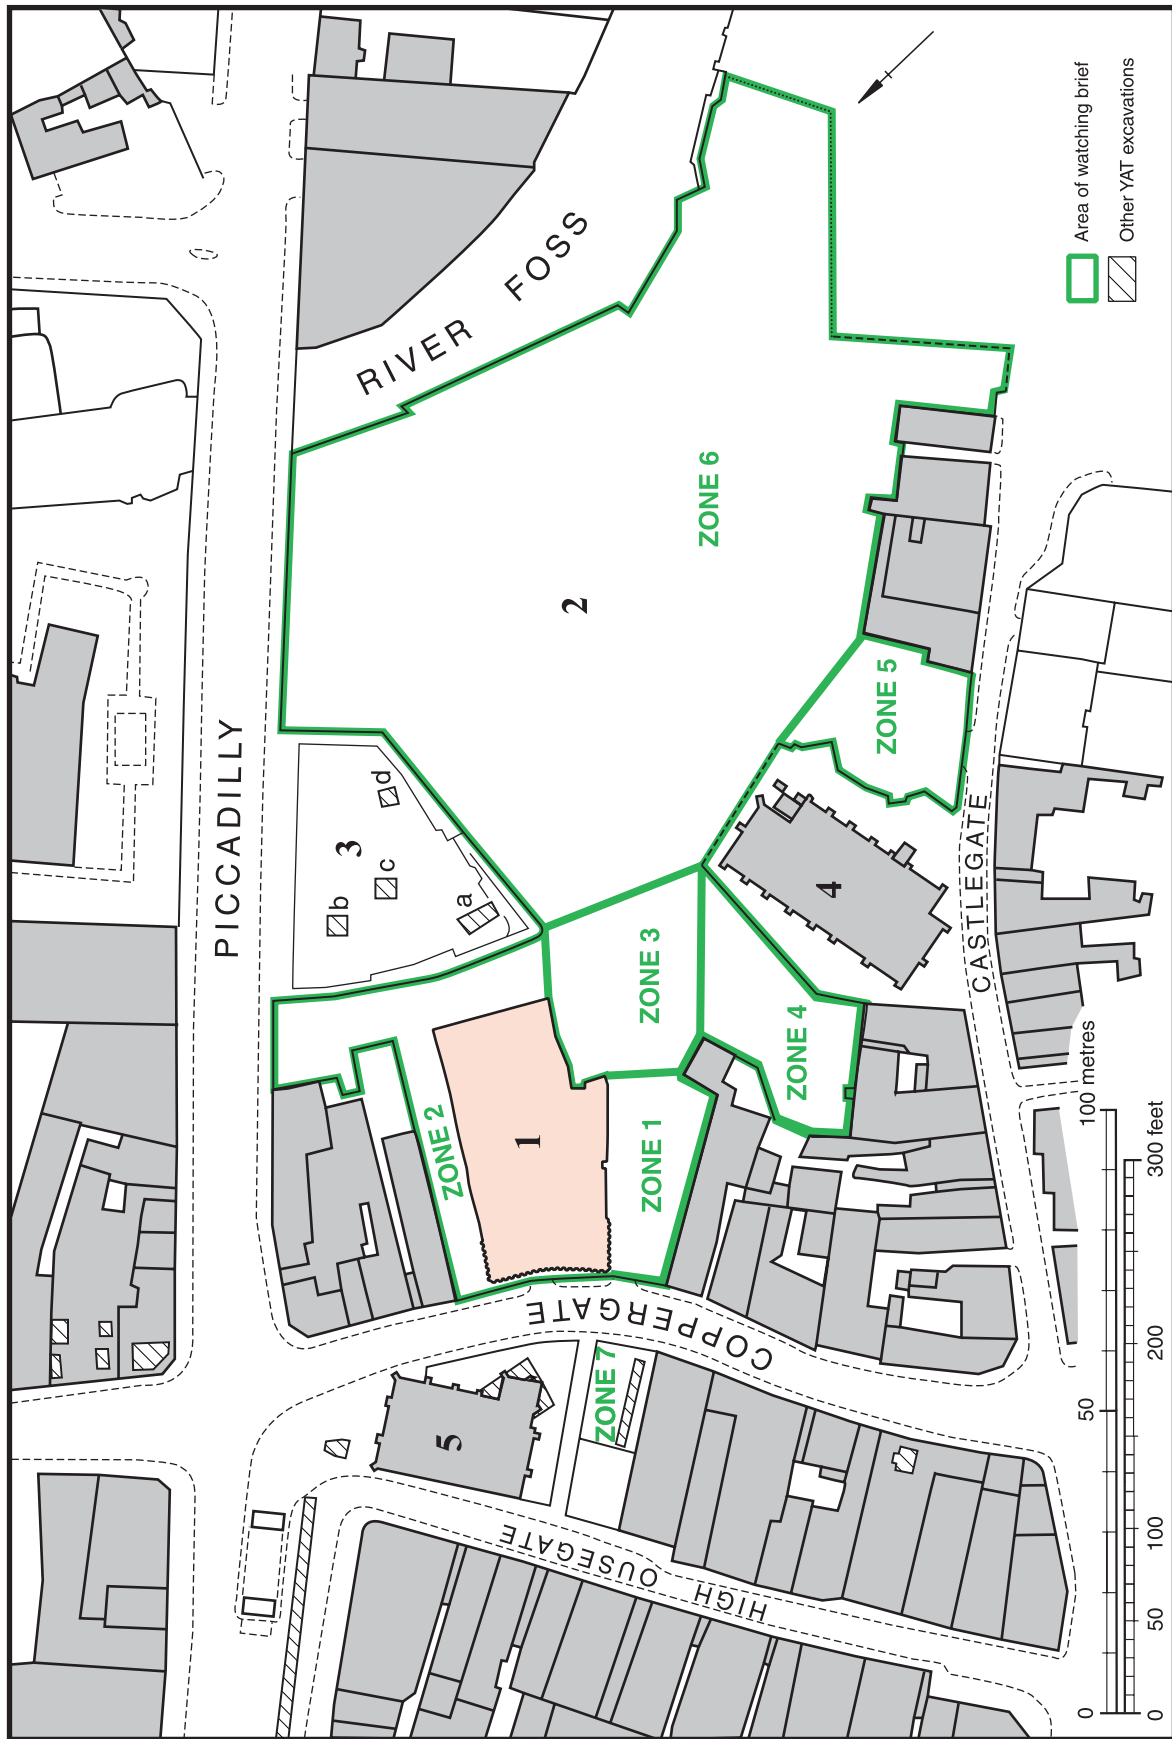 PICCADILLY
RIVER FOSS
COPPERGATE
HIGH OUSEGATE
CASTLEGATE
ZONE 1
ZONE 2
ZONE 3
ZONE 4
ZONE 5
ZONE 6
ZONE 7
1
2
3
4
5
a
b
c
d
Area of watching brief
Other YAT excavations
0
50
100 metres
0
50
100
200
300 feet